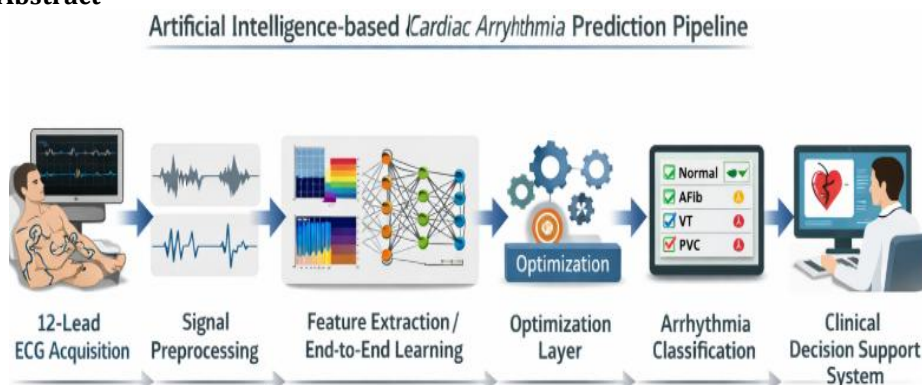 Abstract
Artificial Intelligence-based Cardiac Arryhthmia Prediction Pipeline
Normal
AFib
VT
PVC
Optimization
12-Lead
ECG Acquisition
Signal
Preprocessing
Feature Extraction /
End-to-End Learning
Optimization
Layer
Arrhythmia
Classification
Clinical
Decision Support
System